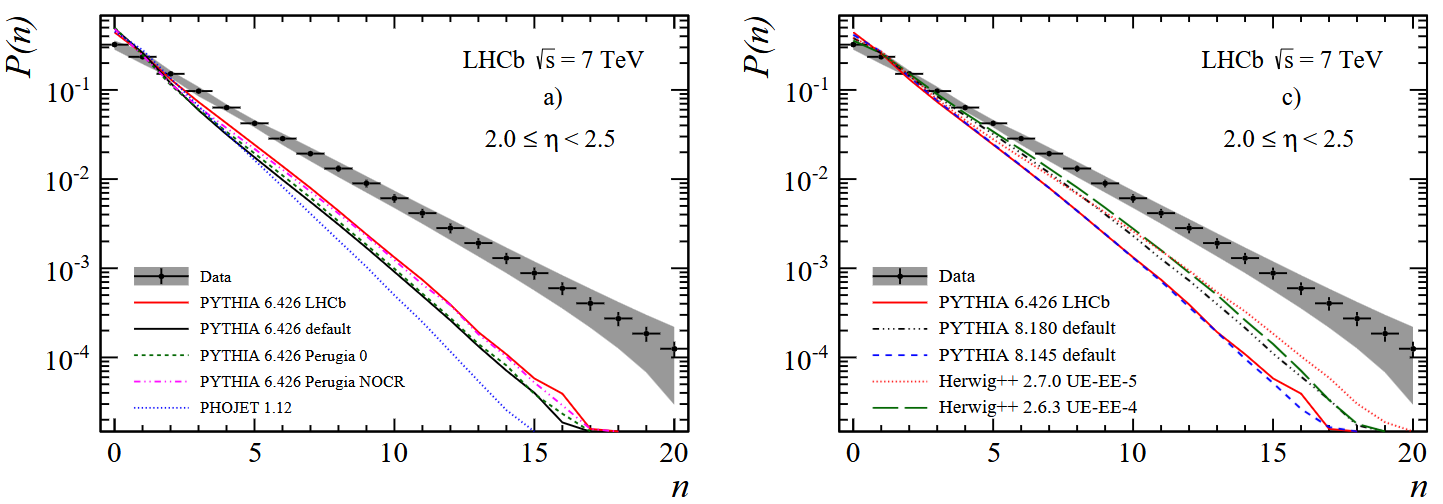 P(n)
LHCb √s = 7 TeV
a)
2.0 ≤ η < 2.5
10⁻¹
10⁻²
10⁻³
10⁻⁴
Data
PYTHIA 6.426 LHCb
PYTHIA 6.426 default
PYTHIA 6.426 Perugia 0
PYTHIA 6.426 Perugia NOCR
PHOJET 1.12
0 5 10 15 20
n
P(n)
LHCb √s = 7 TeV
c)
2.0 ≤ η < 2.5
10⁻¹
10⁻²
10⁻³
10⁻⁴
Data
PYTHIA 6.426 LHCb
PYTHIA 8.180 default
PYTHIA 8.145 default
Herwig++ 2.7.0 UE-EE-5
Herwig++ 2.6.3 UE-EE-4
0 5 10 15 20
n